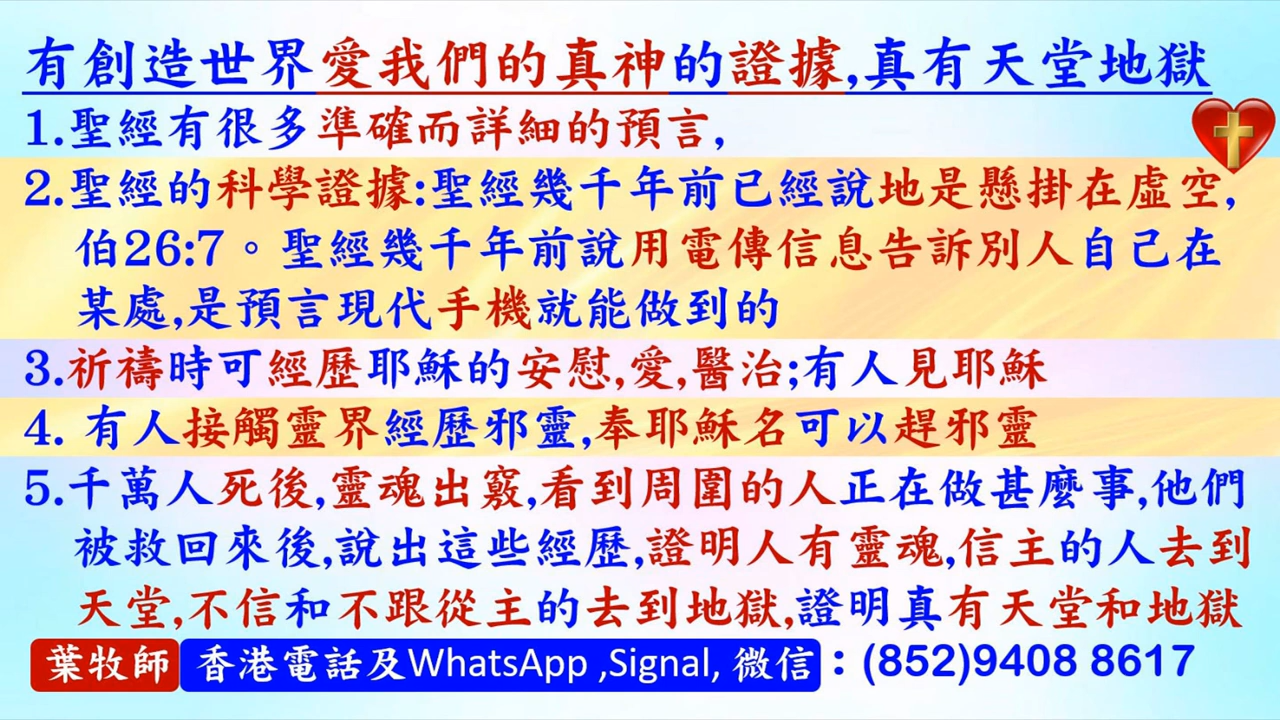 有創造世界愛我們的真神的證據,真有天堂地獄
1.聖經有很多準確而詳細的預言,
2.聖經的科學證據:聖經幾千年前已經說地是懸掛在虛空,
伯26:7。聖經幾千年前說用電傳信息告訴別人自己在
某處,是預言現代手機就能做到的
3.祈禱時可經歷耶穌的安慰,愛,醫治;有人見耶穌
4. 有人接觸靈界經歷邪靈,奉耶穌名可以趕邪靈
5.千萬人死後,靈魂出竅,看到周圍的人正在做甚麼事,他們
被救回來後,說出這些經歷,證明人有靈魂,信主的人去到
天堂,不信和不跟從主的去到地獄,證明真有天堂和地獄
葉牧師 香港電話及WhatsApp ,Signal, 微信：(852)9408 8617